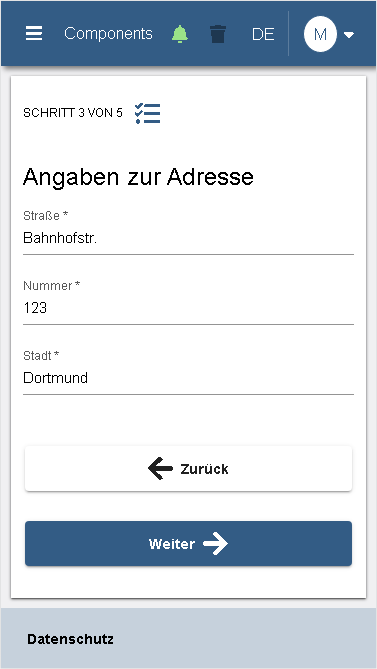 Components DE M
SCHRITT 3 VON 5
Angaben zur Adresse
Straße *
Bahnhofstr.
Nummer *
123
Stadt *
Dortmund
Zurück
Weiter
Datenschutz